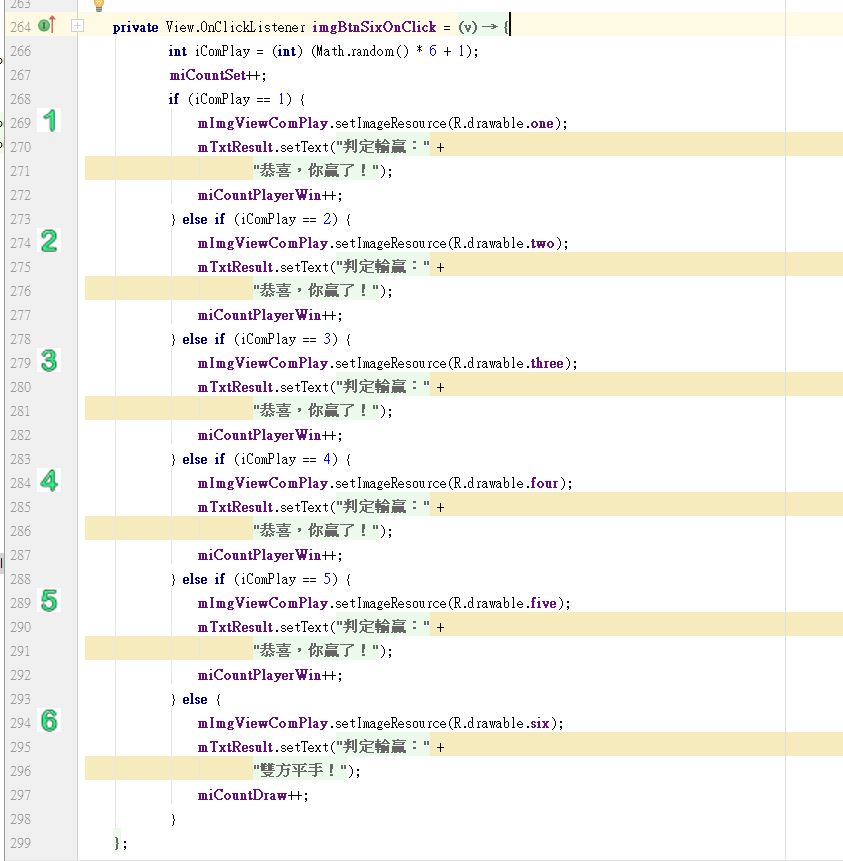 263
264 private View.OnClickListener imgBtnSixOnClick = (v) → {
266 int iComPlay = (int) (Math.random() * 6 + 1);
267 miCountSet++;
268 if (iComPlay == 1) {
269 1 mImgViewComPlay.setImageResource(R.drawable.one);
270 mTxtResult.setText("判定輸贏：" +
271 "恭喜，你贏了！");
272 miCountPlayerWin++;
273 } else if (iComPlay == 2) {
274 2 mImgViewComPlay.setImageResource(R.drawable.two);
275 mTxtResult.setText("判定輸贏：" +
276 "恭喜，你贏了！");
277 miCountPlayerWin++;
278 } else if (iComPlay == 3) {
279 3 mImgViewComPlay.setImageResource(R.drawable.three);
280 mTxtResult.setText("判定輸贏：" +
281 "恭喜，你贏了！");
282 miCountPlayerWin++;
283 } else if (iComPlay == 4) {
284 4 mImgViewComPlay.setImageResource(R.drawable.four);
285 mTxtResult.setText("判定輸贏：" +
286 "恭喜，你贏了！");
287 miCountPlayerWin++;
288 } else if (iComPlay == 5) {
289 5 mImgViewComPlay.setImageResource(R.drawable.five);
290 mTxtResult.setText("判定輸贏：" +
291 "恭喜，你贏了！");
292 miCountPlayerWin++;
293 } else {
294 6 mImgViewComPlay.setImageResource(R.drawable.six);
295 mTxtResult.setText("判定輸贏：" +
296 "雙方平手！");
297 miCountDraw++;
298 }
299 };